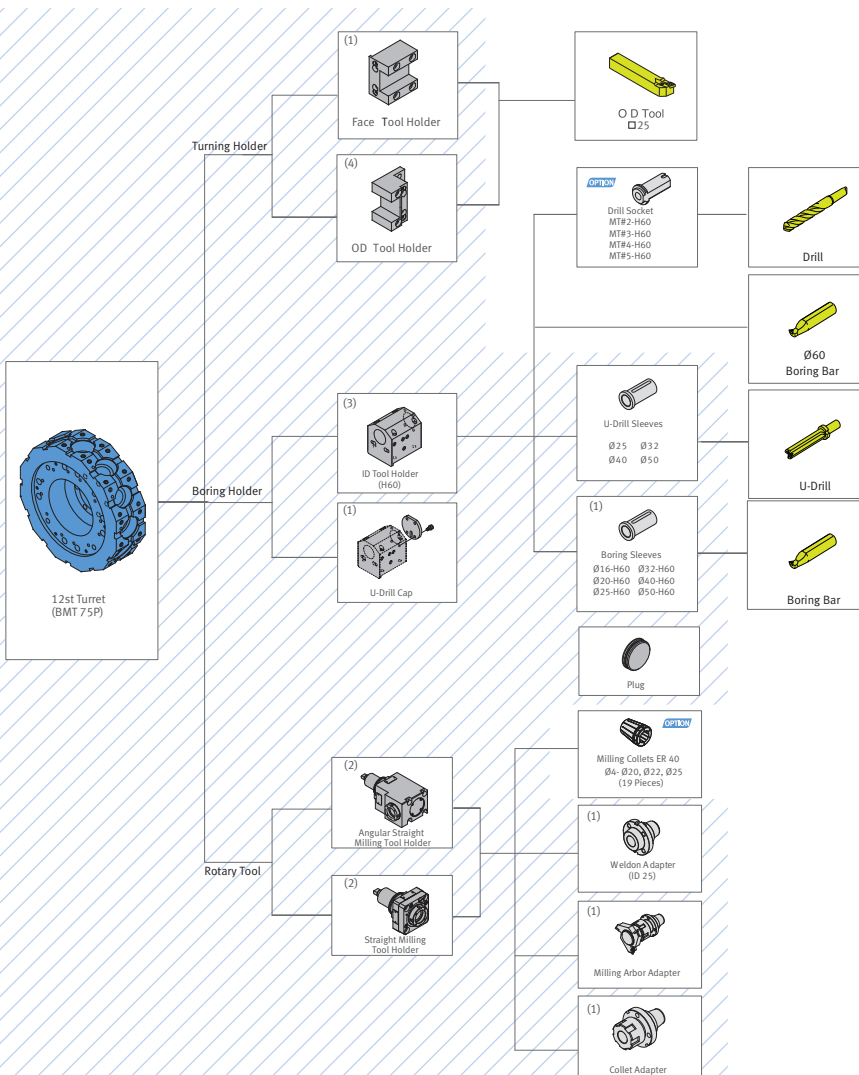 (1)
Face Tool Holder
O D Tool
□25
Turning Holder
(4)
OD Tool Holder
OPTION
Drill Socket
MT#2-H60
MT#3-H60
MT#4-H60
MT#5-H60
Drill
Ø60
Boring Bar
12st Turret
(BMT 75P)
Boring Holder
(3)
ID Tool Holder
(H60)
(1)
U-Drill Cap
U-Drill Sleeves
Ø25 Ø32
Ø40 Ø50
U-Drill
(1)
Boring Sleeves
Ø16-H60 Ø32-H60
Ø20-H60 Ø40-H60
Ø25-H60 Ø50-H60
Boring Bar
Plug
Rotary Tool
(2)
Angular Straight
Milling Tool Holder
(2)
Straight Milling
Tool Holder
OPTION
Milling Collets ER 40
Ø4- Ø20, Ø22, Ø25
(19 Pieces)
(1)
Weldon Adapter
(ID 25)
(1)
Milling Arbor Adapter
(1)
Collet Adapter